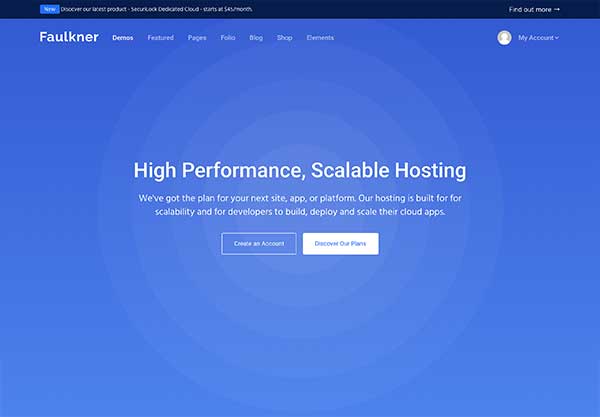 New Discover our latest product - SecuriLock Dedicated Cloud - starts at $45/month. Find out more →
Faulkner Demos Featured Pages Folio Blog Shop Elements My Account
High Performance, Scalable Hosting
We've got the plan for your next site, app, or platform. Our hosting is built for for
scalability and for developers to build, deploy and scale their cloud apps.
Create an Account Discover Our Plans